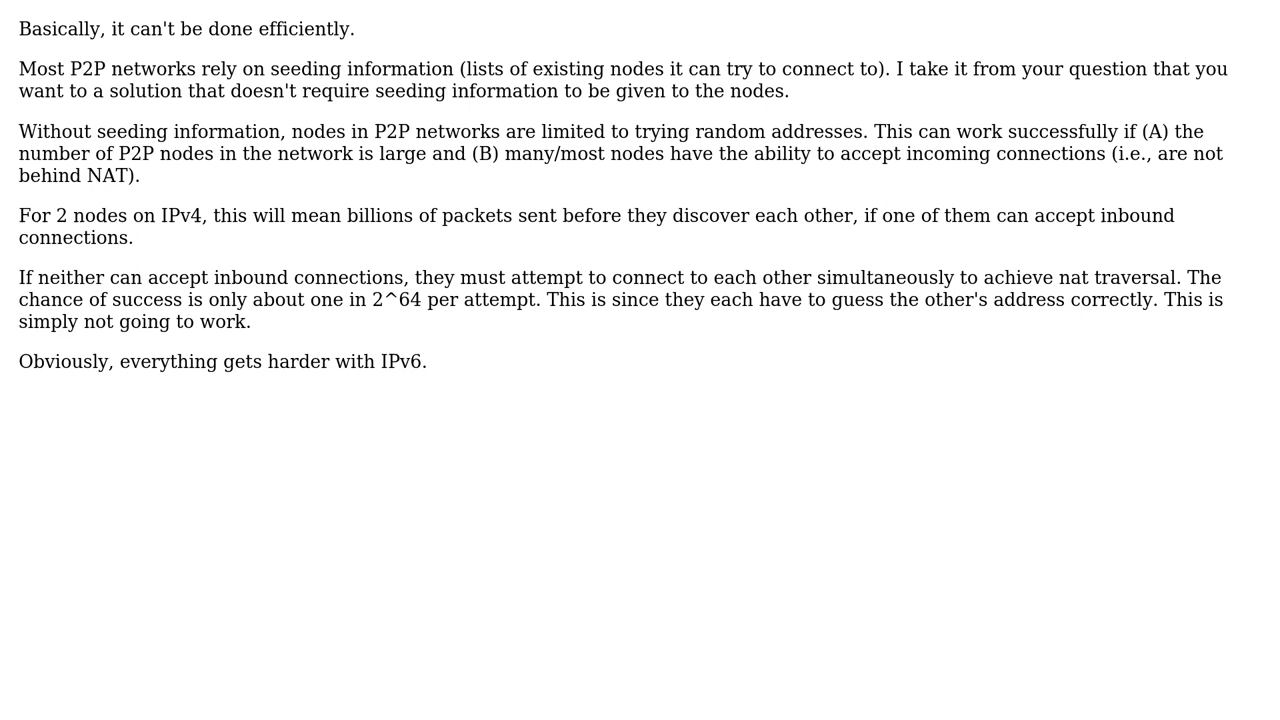 Basically, it can't be done efficiently.
Most P2P networks rely on seeding information (lists of existing nodes it can try to connect to). I take it from your question that you
want to a solution that doesn't require seeding information to be given to the nodes.
Without seeding information, nodes in P2P networks are limited to trying random addresses. This can work successfully if (A) the
number of P2P nodes in the network is large and (B) many/most nodes have the ability to accept incoming connections (i.e., are not
behind NAT).
For 2 nodes on IPv4, this will mean billions of packets sent before they discover each other, if one of them can accept inbound
connections.
If neither can accept inbound connections, they must attempt to connect to each other simultaneously to achieve nat traversal. The
chance of success is only about one in 2^64 per attempt. This is since they each have to guess the other's address correctly. This is
simply not going to work.
Obviously, everything gets harder with IPv6.